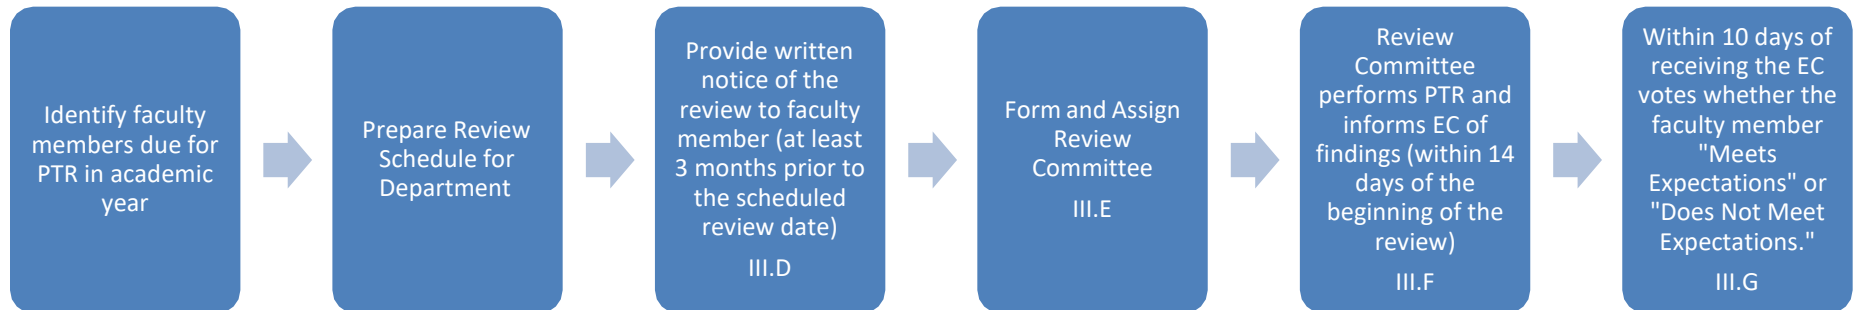 Identify faculty
members due for
PTR in academic
year
Prepare Review
Schedule for
Department
Provide written
notice of the
review to faculty
member (at least
3 months prior to
the scheduled
review date)
III.D
Form and Assign
Review
Committee
III.E
Review
Committee
performs PTR and
informs EC of
findings (within 14
days of the
beginning of the
review)
III.F
Within 10 days of
receiving the EC
votes whether the
faculty member
"Meets
Expectations" or
"Does Not Meet
Expectations."
III.G